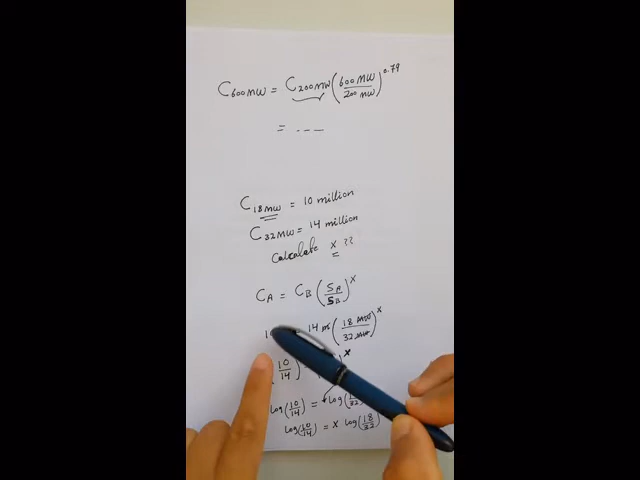 C600MW = C200MW (600 MW / 200 MW)^0.79
= ---
C18MW = 10 million
C32MW = 14 million
Calculate x ??
CA = CB (SA / SB)^x
14 m (18 MW / 32 MW)^x
10/14 x
log(10/14) = log(
log(10/14) = x log(18/32)